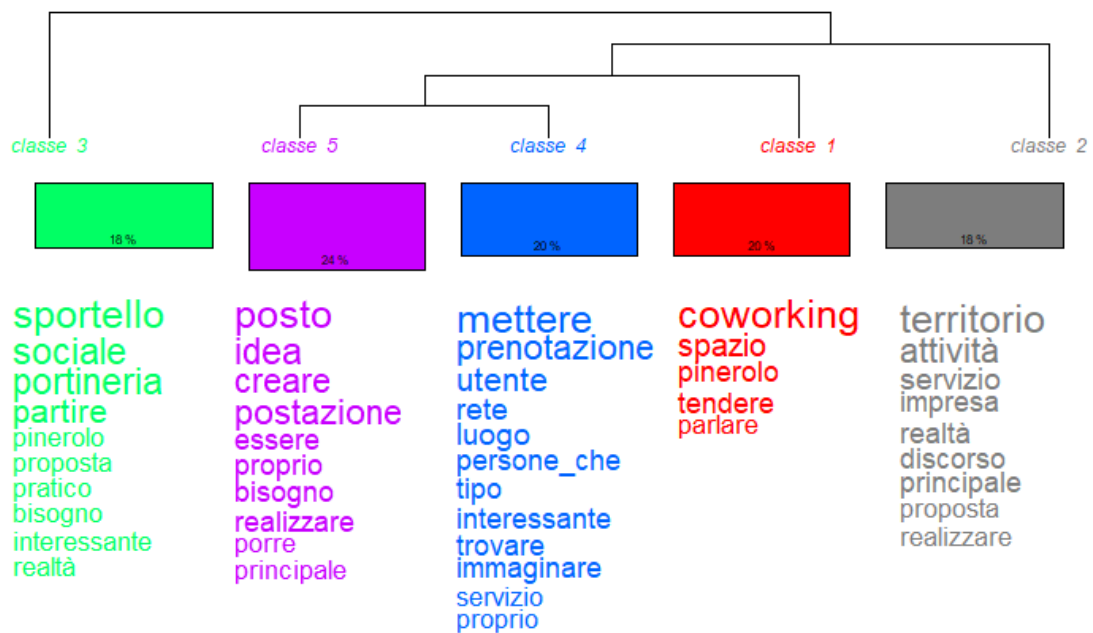 classe 3
classe 5
classe 4
classe 1
classe 2
18 %
24 %
20 %
20 %
18 %
sportello
sociale
portineria
partire
pinerolo
proposta
pratico
bisogno
interessante
realtà
posto
idea
creare
postazione
essere
proprio
bisogno
realizzare
porre
principale
mettere
prenotazione
utente
rete
luogo
persone_che
tipo
interessante
trovare
immaginare
servizio
proprio
coworking
spazio
pinerolo
tendere
parlare
territorio
attività
servizio
impresa
realtà
discorso
principale
proposta
realizzare